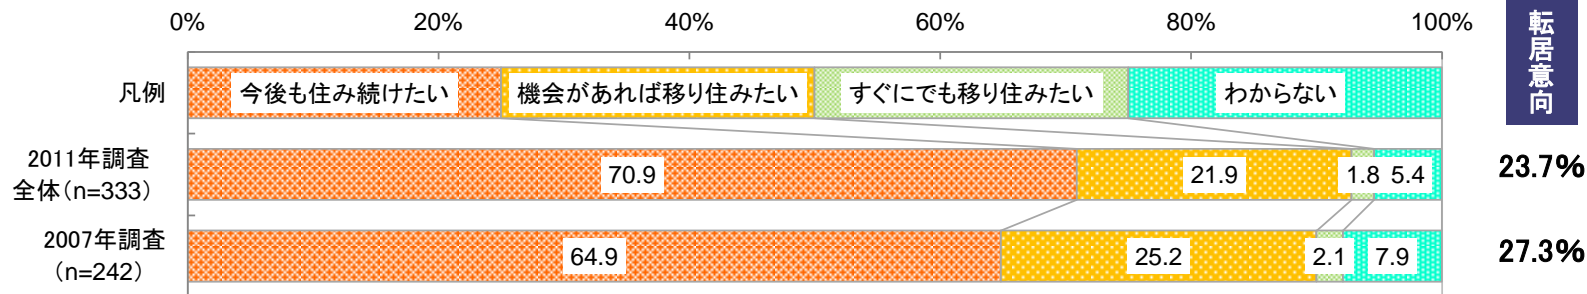 0%
20%
40%
60%
80%
100%
転居意向
凡例
今後も住み続けたい
機会があれば移り住みたい
すぐにでも移り住みたい
わからない
2011年調査
全体（n=333）
70.9
21.9
1.8
5.4
23.7%
2007年調査
（n=242）
64.9
25.2
2.1
7.9
27.3%